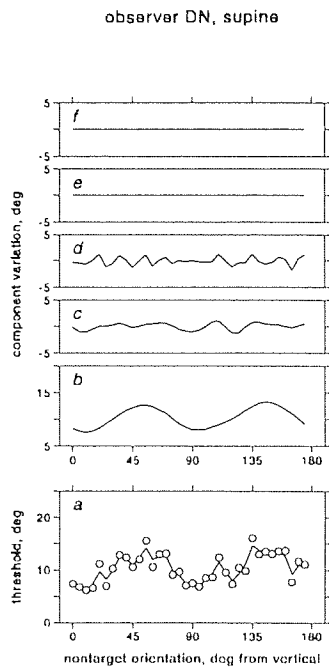 observer DN, supine
5
f
-5
5
e
-5
component variation, deg
5
d
-5
5
c
-5
15
b
5
0 45 90 135 180
threshold, deg
20
a
10
0
0 45 90 135 180
nontarget orientation, deg from vertical